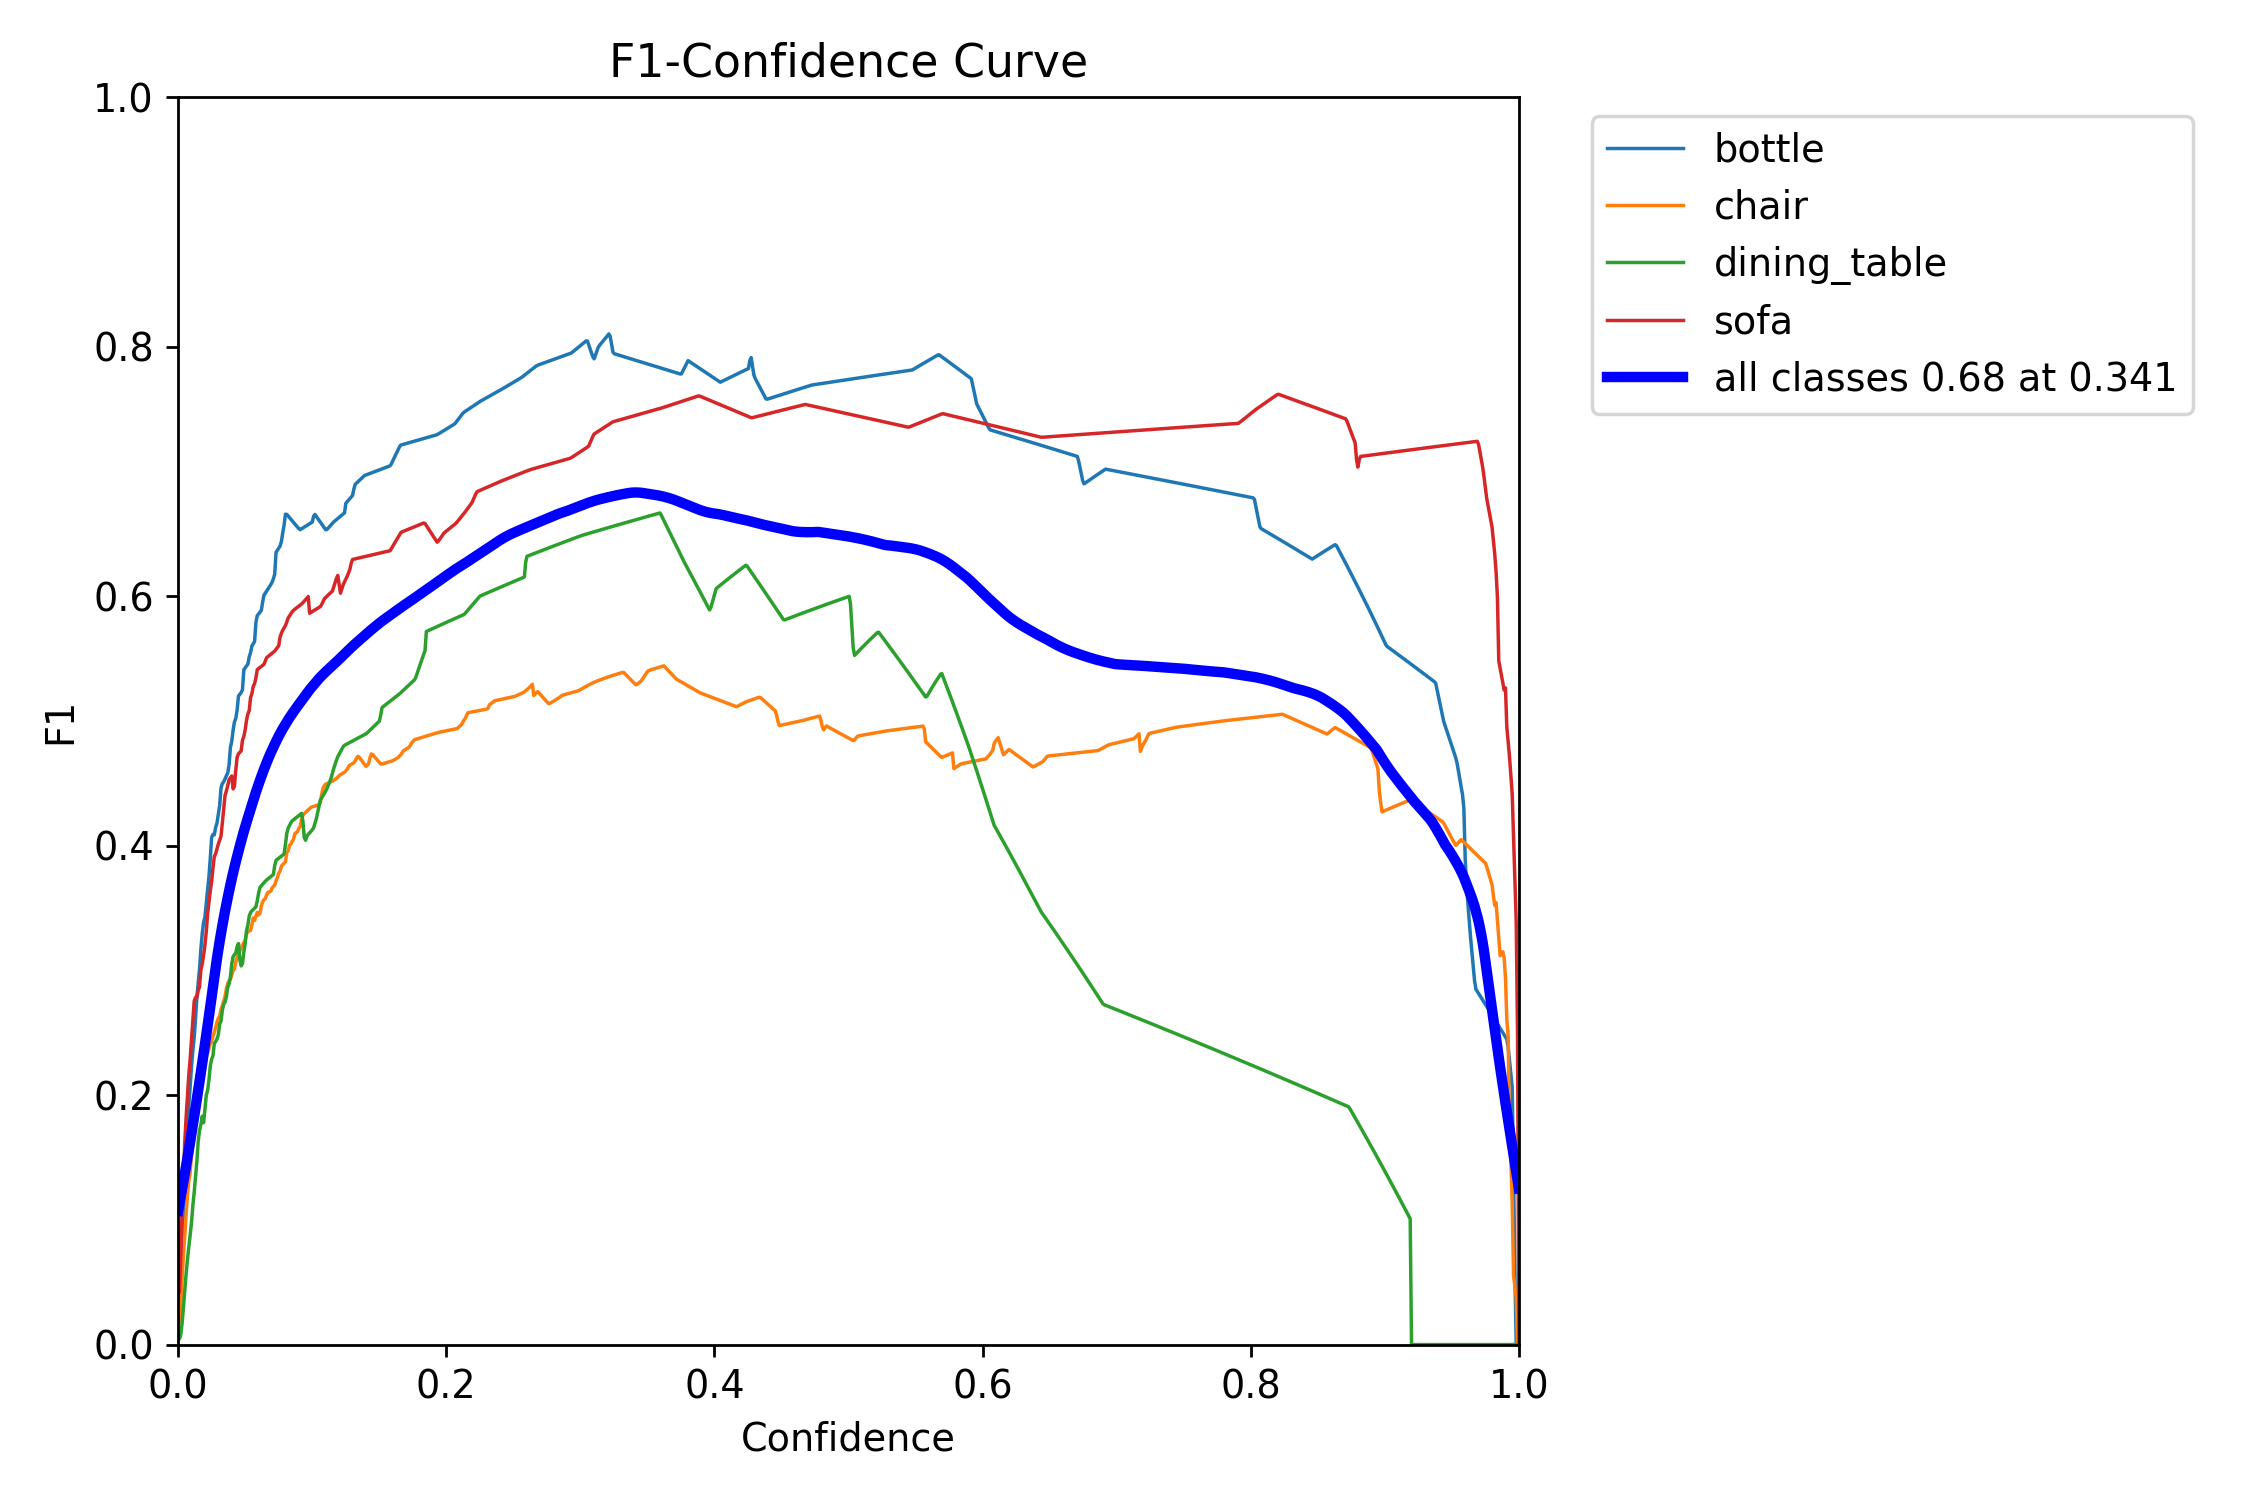 F1-Confidence Curve
1.0
0.8
0.6
0.4
0.2
0.0
F1
0.0 0.2 0.4 0.6 0.8 1.0
Confidence
bottle
chair
dining_table
sofa
all classes 0.68 at 0.341